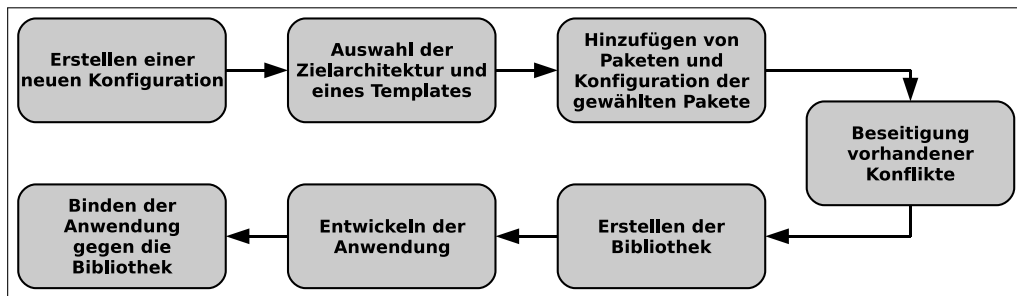 Erstellen einer
neuen Konfiguration
Auswahl der
Zielarchitektur und
eines Templates
Hinzufügen von
Paketen und
Konfiguration der
gewählten Pakete
Beseitigung
vorhandener
Konflikte
Erstellen der
Bibliothek
Entwickeln der
Anwendung
Binden der
Anwendung
gegen die
Bibliothek